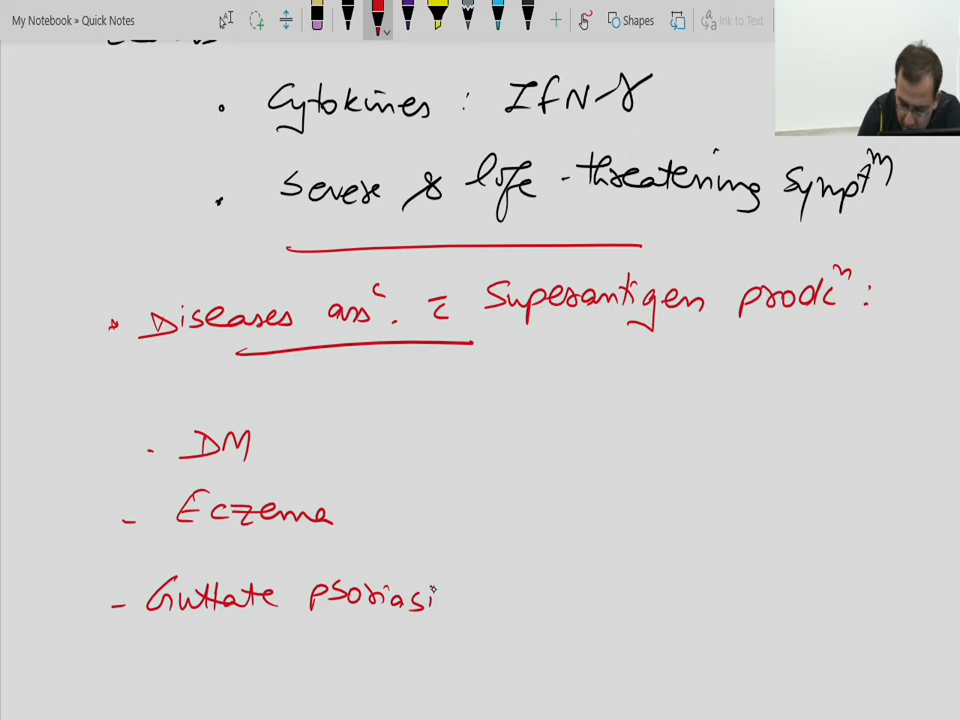 My Notebook » Quick Notes
Shapes
Ink to Text
• Cytokines : IfN γ
• Severe & life-threatening Symptᵐ
• Diseases assᶜ. c̄ Superantigen prodcⁿ :
• DM
- Eczema
- Guttate psoriasi